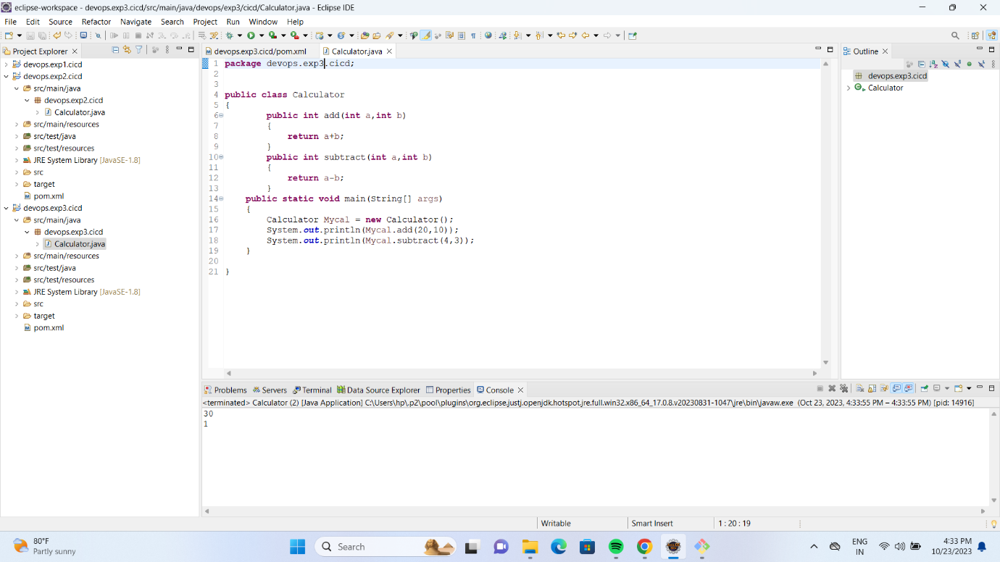 eclipse-workspace - devops.exp3.cicd/src/main/java/devops/exp3/cicd/Calculator.java - Eclipse IDE
File Edit Source Refactor Navigate Search Project Run Window Help
Project Explorer
devops.exp1.cicd
devops.exp2.cicd
src/main/java
devops.exp2.cicd
Calculator.java
src/main/resources
src/test/java
src/test/resources
JRE System Library [JavaSE-1.8]
src
target
pom.xml
devops.exp3.cicd
src/main/java
devops.exp3.cicd
Calculator.java
src/main/resources
src/test/java
src/test/resources
JRE System Library [JavaSE-1.8]
src
target
pom.xml
devops.exp3.cicd/pom.xml Calculator.java
1 package devops.exp3.cicd;
2
3
4 public class Calculator
5 {
6 public int add(int a,int b)
7 {
8 return a+b;
9 }
10 public int subtract(int a,int b)
11 {
12 return a-b;
13 }
14 public static void main(String[] args)
15 {
16 Calculator Mycal = new Calculator();
17 System.out.println(Mycal.add(20,10));
18 System.out.println(Mycal.subtract(4,3));
19 }
20
21 }
Outline
devops.exp3.cicd
Calculator
Problems Servers Terminal Data Source Explorer Properties Console
<terminated> Calculator (2) [Java Application] C:\Users\hp\.p2\pool\plugins\org.eclipse.justj.openjdk.hotspot.jre.full.win32.x86_64_17.0.8.v20230831-1047\jre\bin\javaw.exe (Oct 23, 2023, 4:33:55 PM – 4:33:55 PM) [pid: 14916]
30
1
Writable Smart Insert 1 : 20 : 19
80°F
Partly sunny
Search
ENG
IN
4:33 PM
10/23/2023